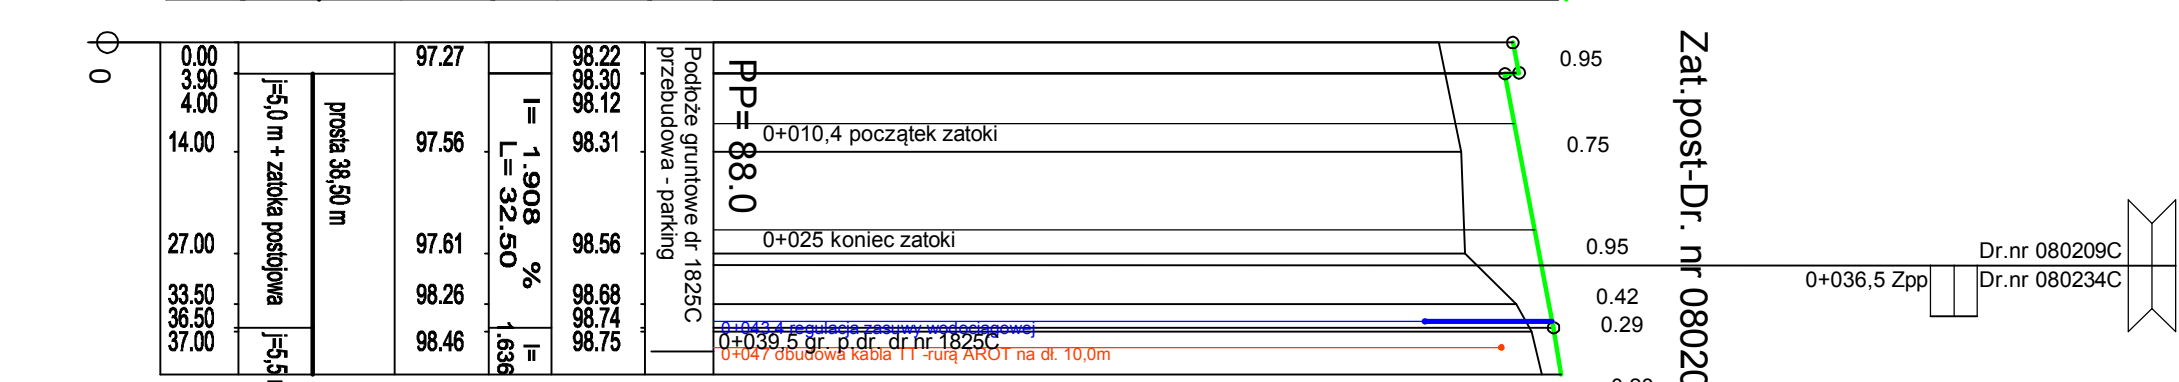 0
0.00
3.90
4.00
14.00
27.00
33.50
36.50
37.00
j=5,0 m + zatoka postojowa
j=5,5
prosta 38,50 m
97.27
97.56
97.61
98.26
98.46
I= 1.908 %
L= 32.50
I=
1.636
98.22
98.30
98.12
98.31
98.56
98.68
98.74
98.75
Podłoże gruntowe dr 1825C
przebudowa - parking
PP= 88.0
0+010,4 początek zatoki
0+025 koniec zatoki
0+043,4 regulacja zasuwy wodociągowej
0+039,5 gr. p.dr. dr nr 1825C
0+047 obudowa kabla TT -rurą AROT na dł. 10,0m
0.95
0.75
0.95
0.42
0.29
Zat.post-Dr. nr 08020
0+036,5 Zpp
Dr.nr 080209C
Dr.nr 080234C